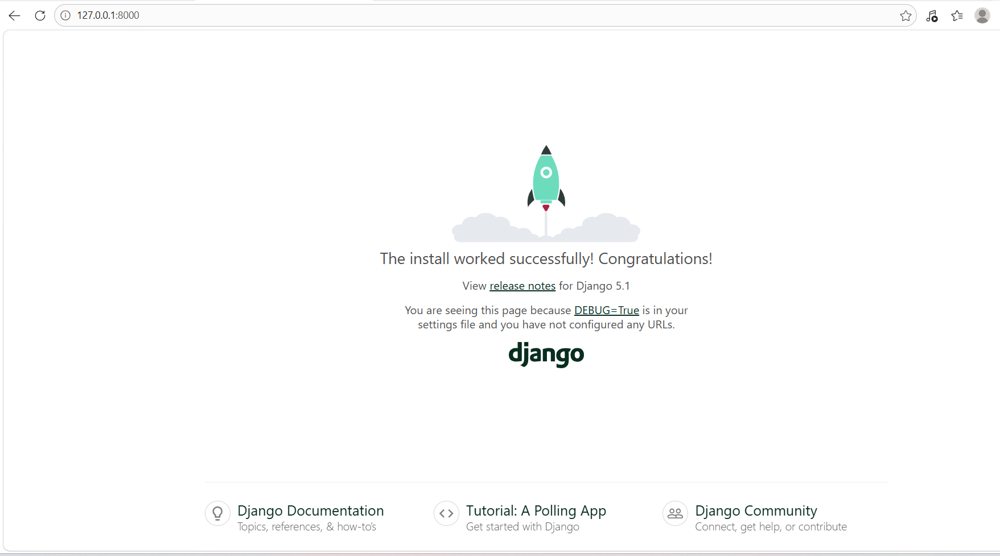 127.0.0.1:8000
The install worked successfully! Congratulations!
View release notes for Django 5.1
You are seeing this page because DEBUG=True is in your
settings file and you have not configured any URLs.
django
Django Documentation
Topics, references, & how-to’s
Tutorial: A Polling App
Get started with Django
Django Community
Connect, get help, or contribute